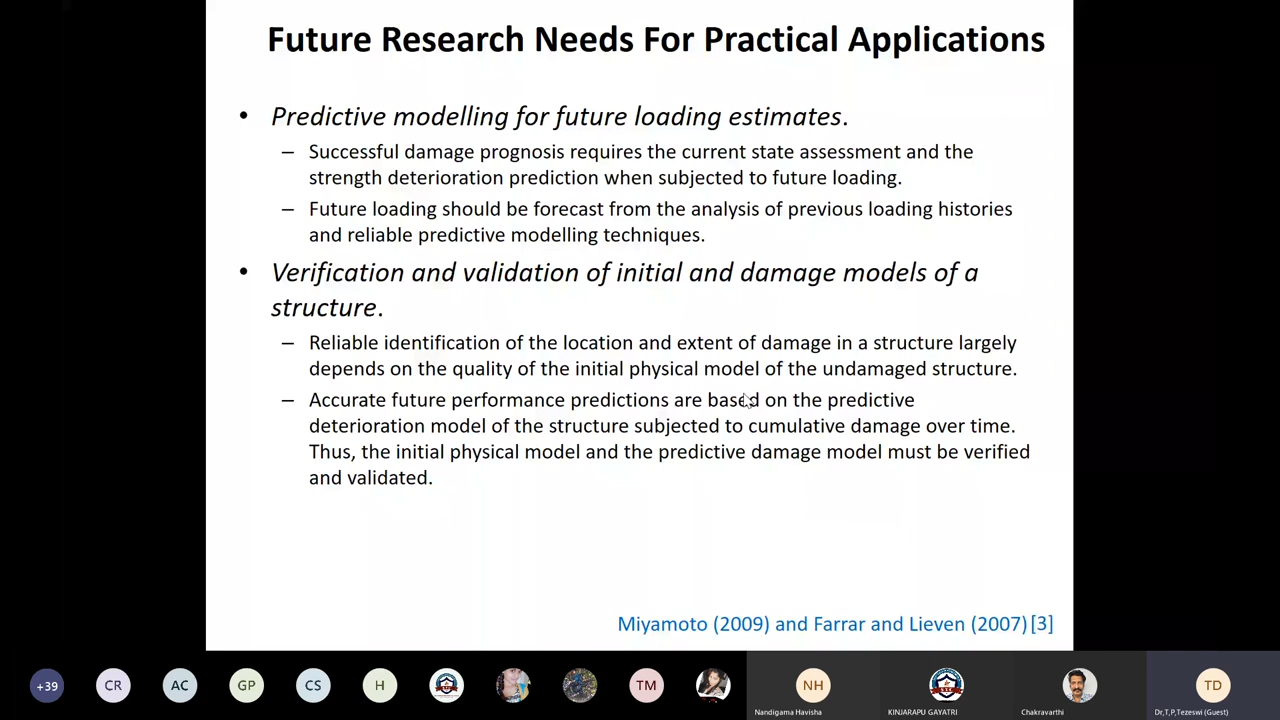 Future Research Needs For Practical Applications
• Predictive modelling for future loading estimates.
– Successful damage prognosis requires the current state assessment and the
strength deterioration prediction when subjected to future loading.
– Future loading should be forecast from the analysis of previous loading histories
and reliable predictive modelling techniques.
• Verification and validation of initial and damage models of a
structure.
– Reliable identification of the location and extent of damage in a structure largely
depends on the quality of the initial physical model of the undamaged structure.
– Accurate future performance predictions are based on the predictive
deterioration model of the structure subjected to cumulative damage over time.
Thus, the initial physical model and the predictive damage model must be verified
and validated.
Miyamoto (2009) and Farrar and Lieven (2007)[3]
+39 CR AC GP CS H TM NH TD
Nandigama Havisha KINJARAPU GAYATRI Chakravarthi Dr,T,P,Tezeswi (Guest)